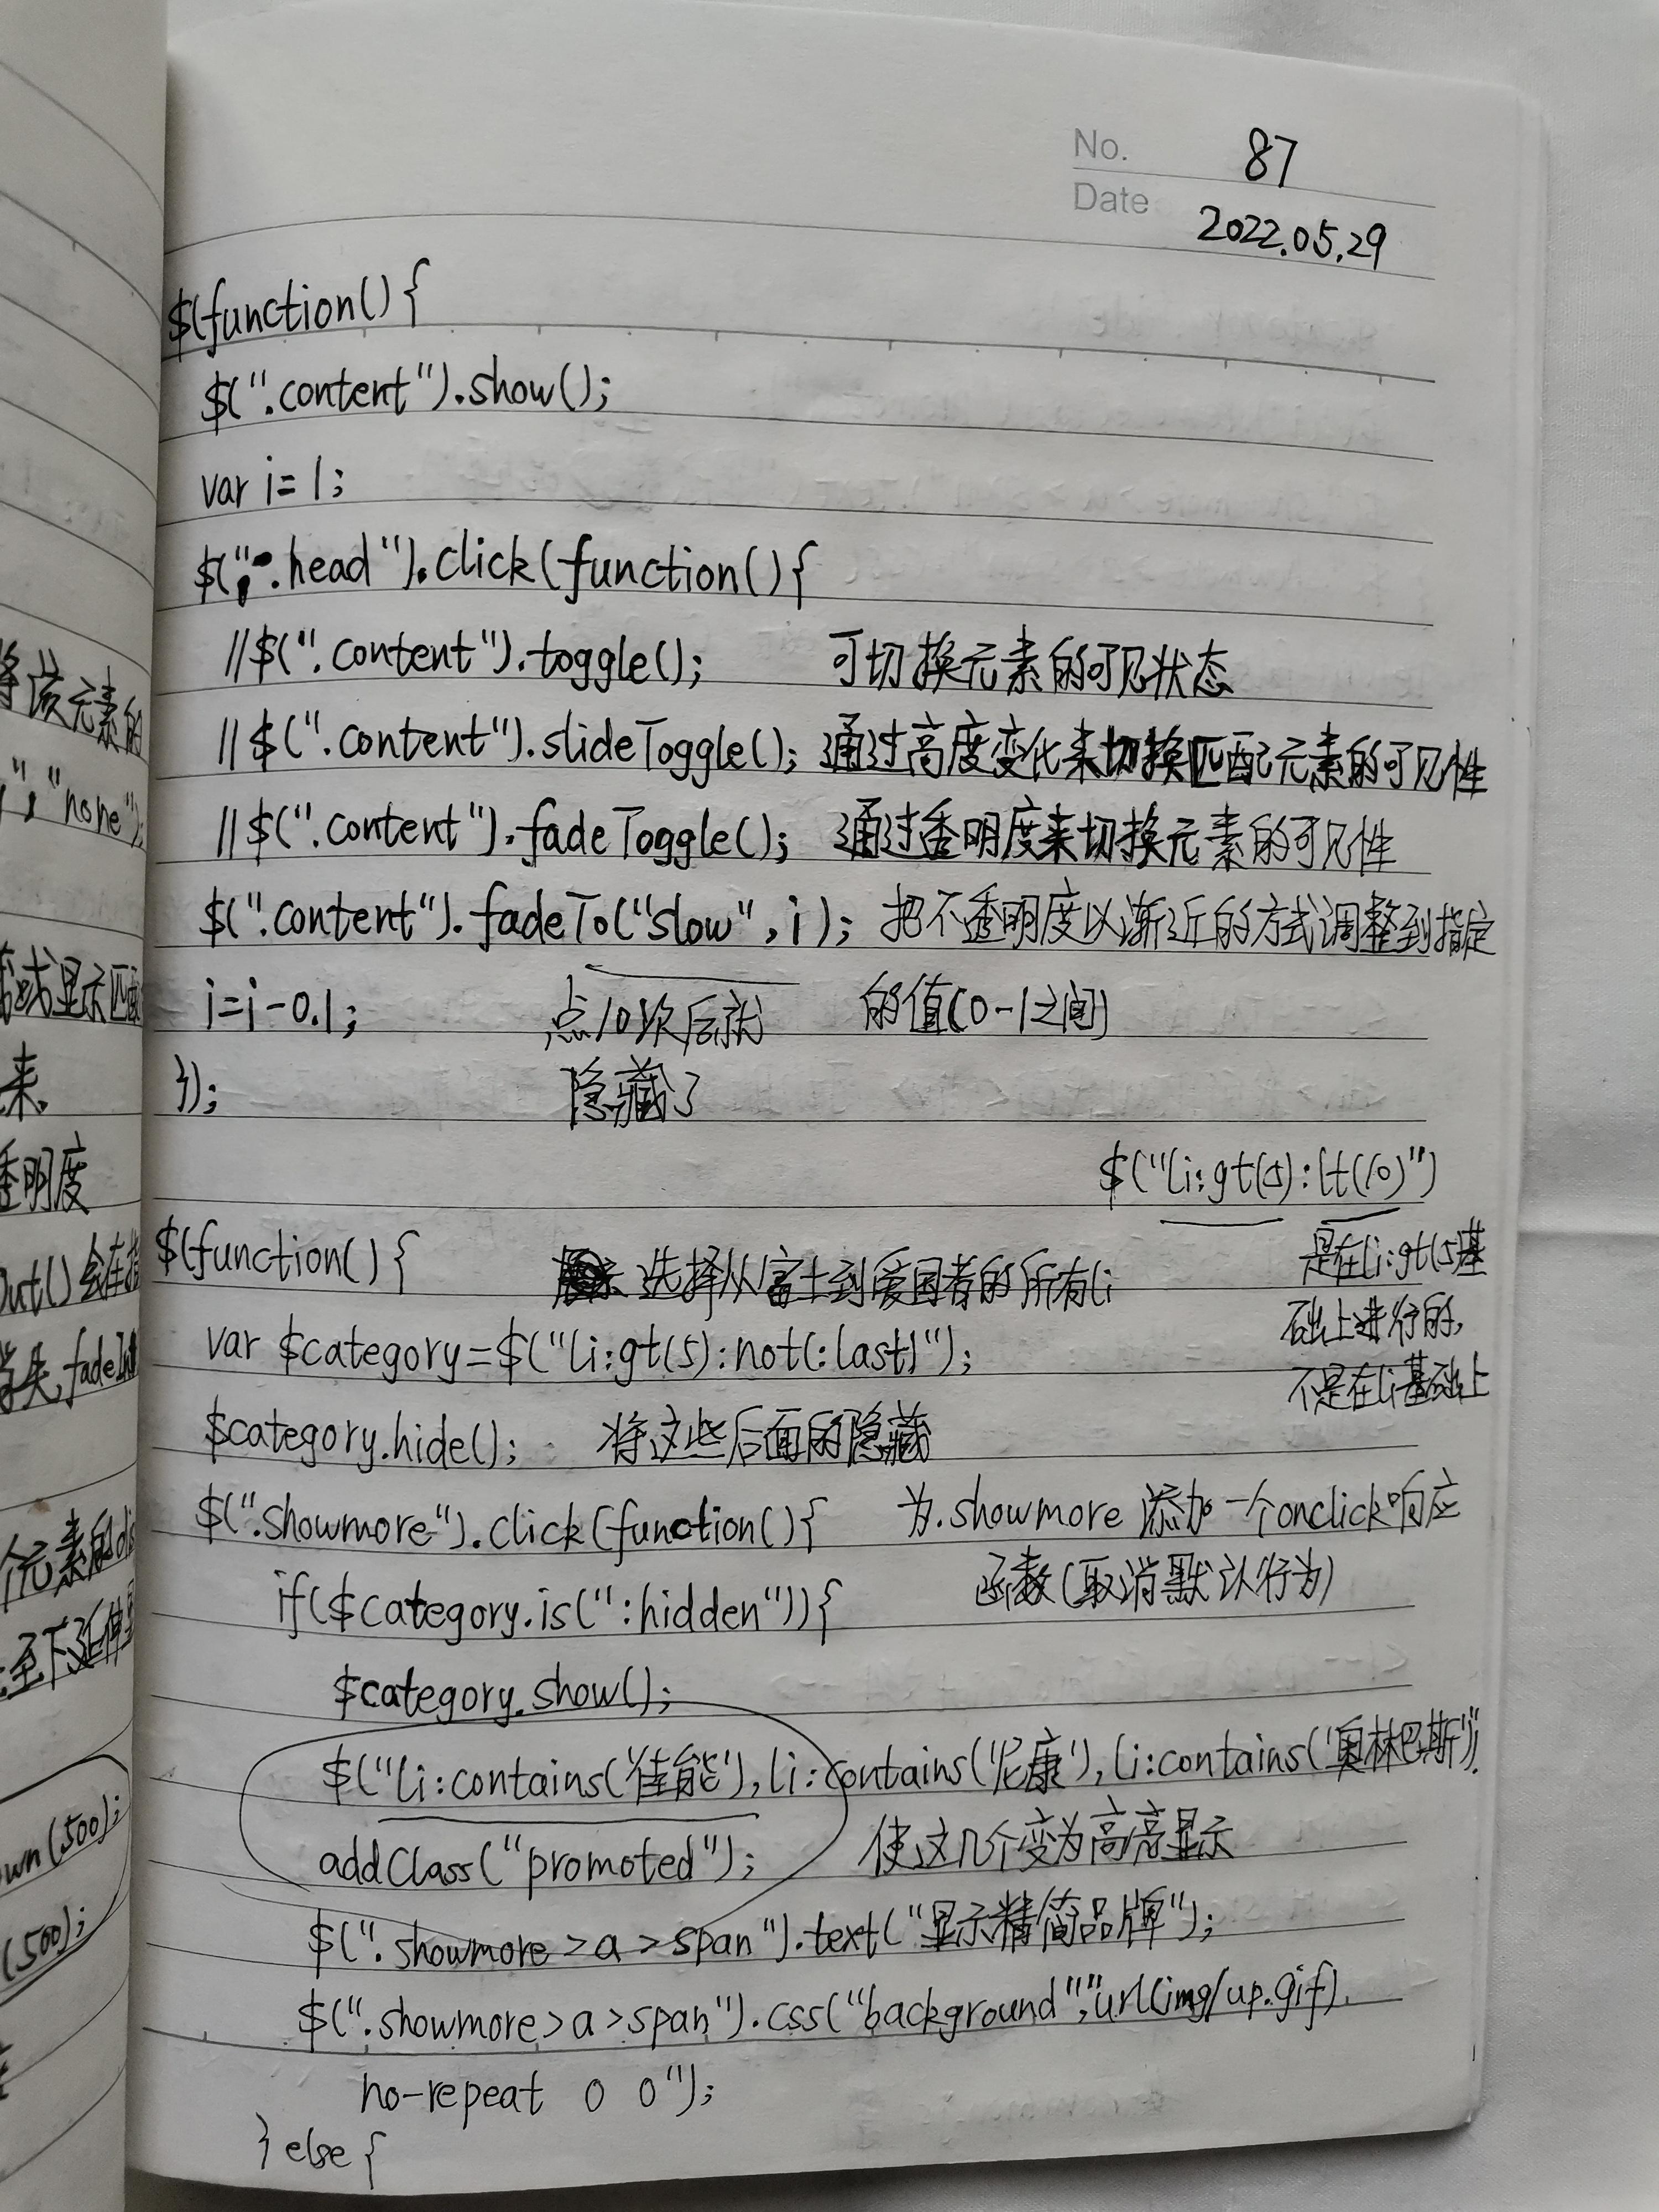 No. 87
Date 2022.05.29
$(function(){
$(".content").show();
var i=1;
$(".head").click(function(){
//$(".content").toggle(); 可切换元素的可见状态
//$(".content").slideToggle(); 通过高度变化来切换匹配元素的可见性
//$(".content").fadeToggle(); 通过透明度来切换元素的可见性
$(".content").fadeTo("slow",i); 把不透明度以渐近的方式调整到指定
i=i-0.1; 点10次后就 的值(0-1之间)
}); 隐藏了
$("li:gt(5):lt(10)")
$(function(){ 选择从富士到爱国者的所有li 是在li:gt(5)基
础上进行的,
var $category=$("li:gt(5):not(:last)");
不是在li基础上
$category.hide(); 将这些后面的隐藏
$(".showmore").click(function(){ 为.showmore 添加一个onclick响应
if($category.is(":hidden")){ 函数(取消默认行为)
$category.show();
$("li:contains('佳能'),li:contains('尼康'),li:contains('奥林巴斯')").
addClass("promoted"); 使这几个变为高亮显示
$(".showmore>a>span").text("显示精简品牌");
$(".showmore>a>span").css("background","url(img/up.gif)
no-repeat 0 0");
}else{
将该元素的
","none");
或显示匹配
来.
透明度
Out()会在指
消失,fadeIn
个元素的dis
至下延伸
wn(500);
(500);